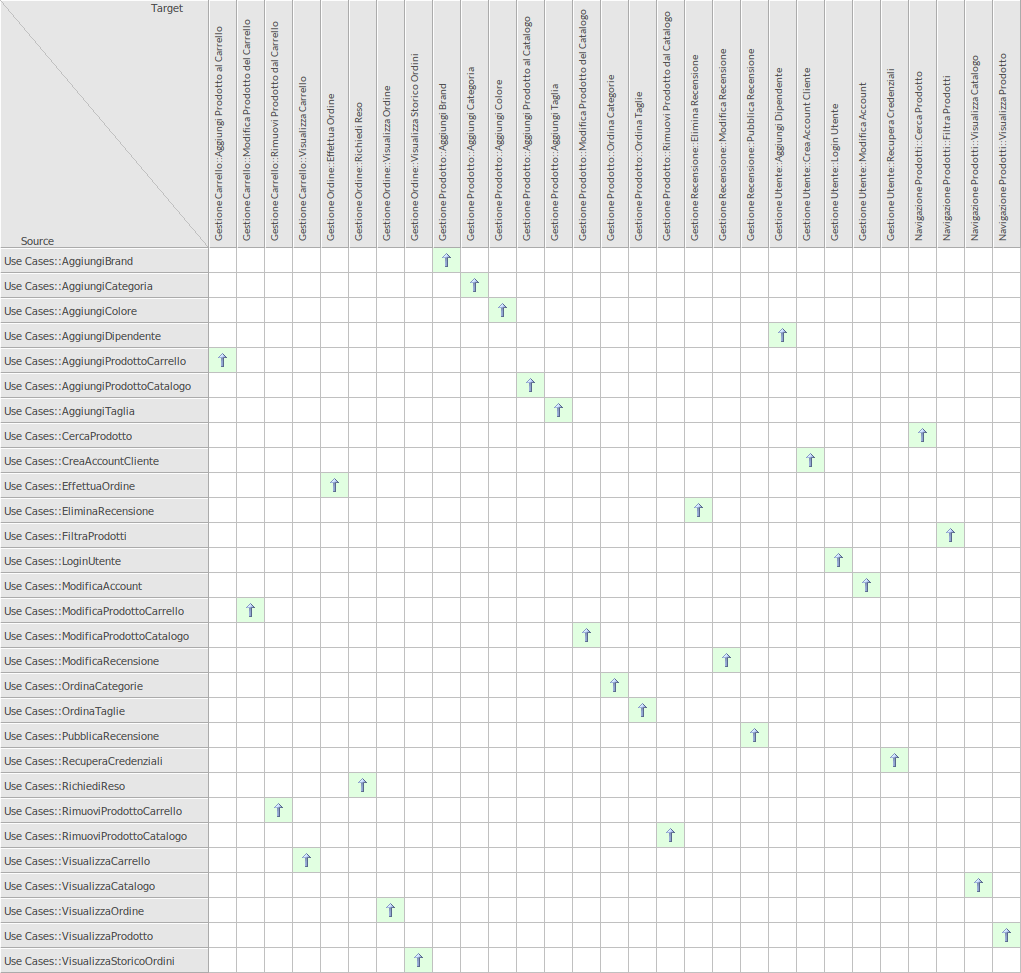 Target
Gestione Carrello::Aggiungi Prodotto al Carrello
Gestione Carrello::Modifica Prodotto del Carrello
Gestione Carrello::Rimuovi Prodotto dal Carrello
Gestione Carrello::Visualizza Carrello
Gestione Ordine::Effettua Ordine
Gestione Ordine::Richiedi Reso
Gestione Ordine::Visualizza Ordine
Gestione Ordine::Visualizza Storico Ordini
Gestione Prodotto::Aggiungi Brand
Gestione Prodotto::Aggiungi Categoria
Gestione Prodotto::Aggiungi Colore
Gestione Prodotto::Aggiungi Prodotto al Catalogo
Gestione Prodotto::Aggiungi Taglia
Gestione Prodotto::Modifica Prodotto del Catalogo
Gestione Prodotto::Ordina Categorie
Gestione Prodotto::Ordina Taglie
Gestione Prodotto::Rimuovi Prodotto dal Catalogo
Gestione Recensione::Elimina Recensione
Gestione Recensione::Modifica Recensione
Gestione Recensione::Pubblica Recensione
Gestione Utente::Aggiungi Dipendente
Gestione Utente::Crea Account Cliente
Gestione Utente::Login Utente
Gestione Utente::Modifica Account
Gestione Utente::Recupera Credenziali
Navigazione Prodotti::Cerca Prodotto
Navigazione Prodotti::Filtra Prodotti
Navigazione Prodotti::Visualizza Catalogo
Navigazione Prodotti::Visualizza Prodotto
Source
Use Cases::AggiungiBrand
Use Cases::AggiungiCategoria
Use Cases::AggiungiColore
Use Cases::AggiungiDipendente
Use Cases::AggiungiProdottoCarrello
Use Cases::AggiungiProdottoCatalogo
Use Cases::AggiungiTaglia
Use Cases::CercaProdotto
Use Cases::CreaAccountCliente
Use Cases::EffettuaOrdine
Use Cases::EliminaRecensione
Use Cases::FiltraProdotti
Use Cases::LoginUtente
Use Cases::ModificaAccount
Use Cases::ModificaProdottoCarrello
Use Cases::ModificaProdottoCatalogo
Use Cases::ModificaRecensione
Use Cases::OrdinaCategorie
Use Cases::OrdinaTaglie
Use Cases::PubblicaRecensione
Use Cases::RecuperaCredenziali
Use Cases::RichiediReso
Use Cases::RimuoviProdottoCarrello
Use Cases::RimuoviProdottoCatalogo
Use Cases::VisualizzaCarrello
Use Cases::VisualizzaCatalogo
Use Cases::VisualizzaOrdine
Use Cases::VisualizzaProdotto
Use Cases::VisualizzaStoricoOrdini